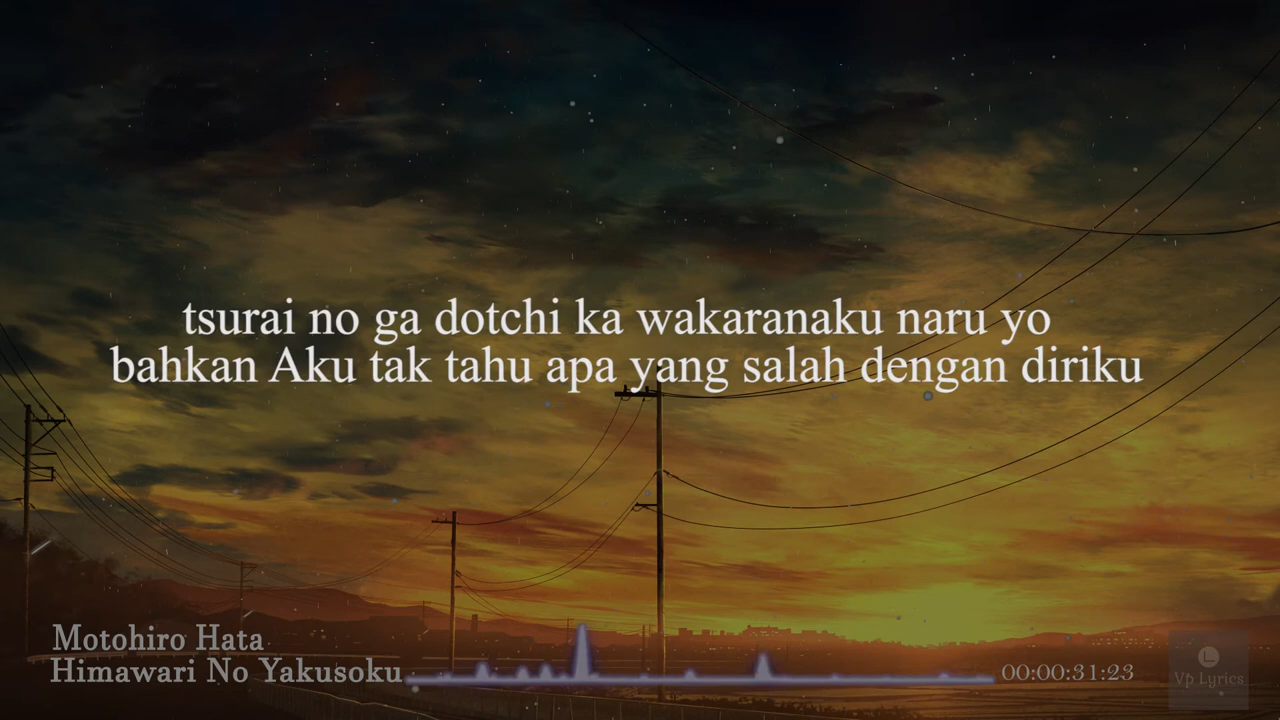 tsurai no ga dotchi ka wakaranaku naru yo
bahkan Aku tak tahu apa yang salah dengan diriku
Motohiro Hata
Himawari No Yakusoku
00:00:31:23
L
Vp Lyrics